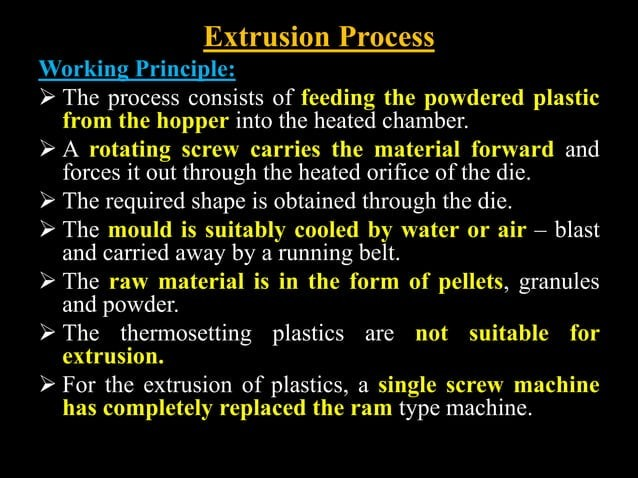 Extrusion Process
Working Principle:
➢ The process consists of feeding the powdered plastic
from the hopper into the heated chamber.
➢ A rotating screw carries the material forward and
forces it out through the heated orifice of the die.
➢ The required shape is obtained through the die.
➢ The mould is suitably cooled by water or air – blast
and carried away by a running belt.
➢ The raw material is in the form of pellets, granules
and powder.
➢ The thermosetting plastics are not suitable for
extrusion.
➢ For the extrusion of plastics, a single screw machine
has completely replaced the ram type machine.